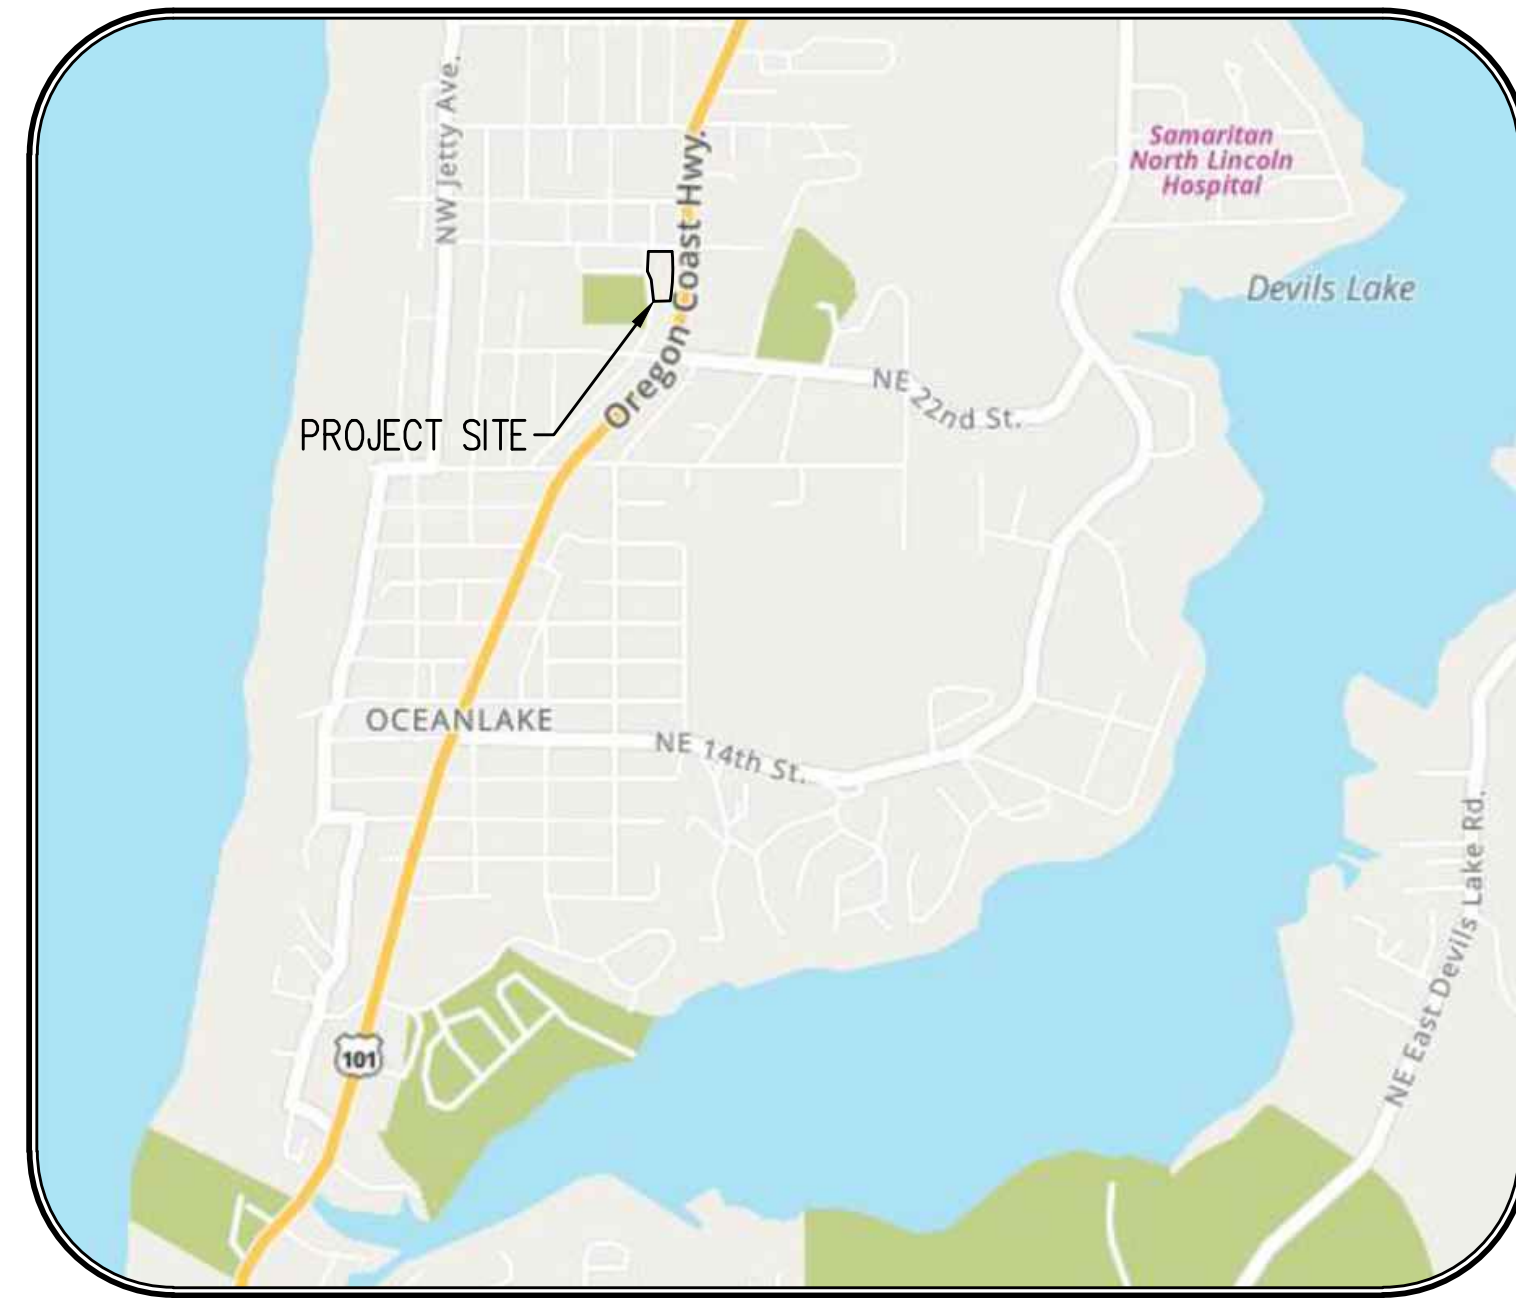 NW Jetty Ave.
Oregon Coast Hwy.
Samaritan
North Lincoln
Hospital
Devils Lake
NE 22nd St.
PROJECT SITE
OCEANLAKE
NE 14th St.
NE East Devils Lake Rd.
101